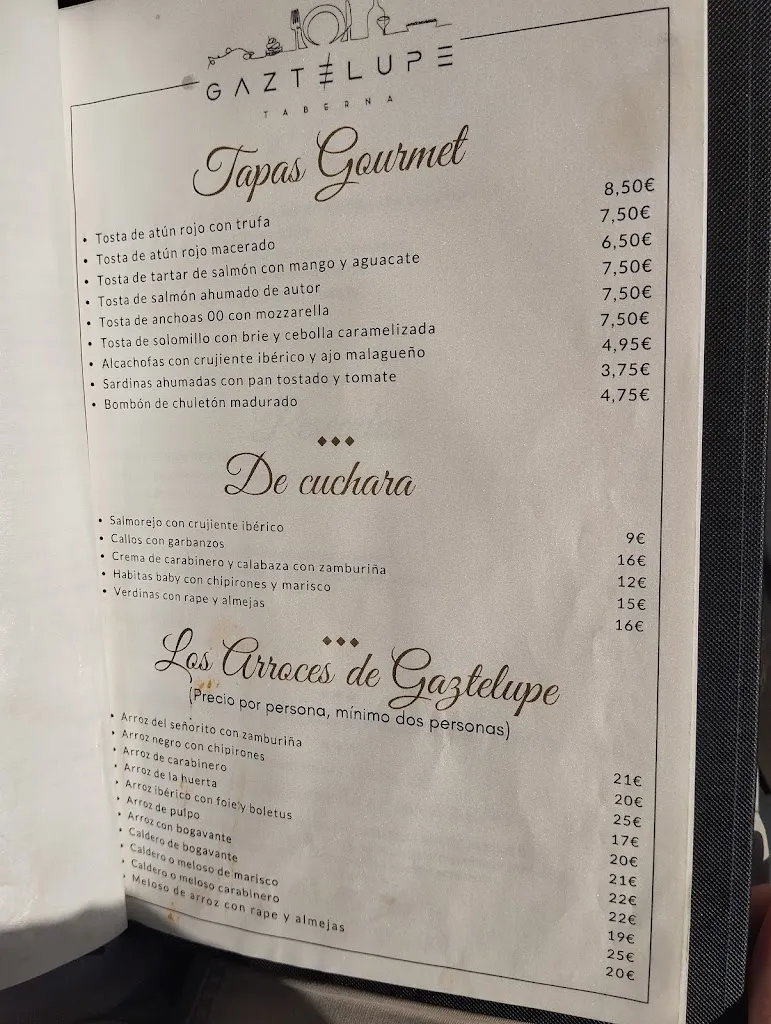 GAZTELUPE
TABERNA
Tapas Gourmet
• Tosta de atún rojo con trufa 8,50€
• Tosta de atún rojo macerado 7,50€
• Tosta de tartar de salmón con mango y aguacate 6,50€
• Tosta de salmón ahumado de autor 7,50€
• Tosta de anchoas 00 con mozzarella 7,50€
• Tosta de solomillo con brie y cebolla caramelizada 7,50€
• Alcachofas con crujiente ibérico y ajo malagueño 4,95€
• Sardinas ahumadas con pan tostado y tomate 3,75€
• Bombón de chuletón madurado 4,75€
De cuchara
• Salmorejo con crujiente ibérico 9€
• Callos con garbanzos 16€
• Crema de carabinero y calabaza con zamburiña 12€
• Habitas baby con chipirones y marisco 15€
• Verdinas con rape y almejas 16€
Los Arroces de Gaztelupe
(Precio por persona, mínimo dos personas)
• Arroz del señorito con zamburiña 21€
• Arroz negro con chipirones 20€
• Arroz de carabinero 25€
• Arroz de la huerta 17€
• Arroz ibérico con foie y boletus 20€
• Arroz de pulpo 21€
• Arroz con bogavante 22€
• Caldero de bogavante 22€
• Caldero o meloso de marisco 19€
• Caldero o meloso carabinero 25€
• Meloso de arroz con rape y almejas 20€